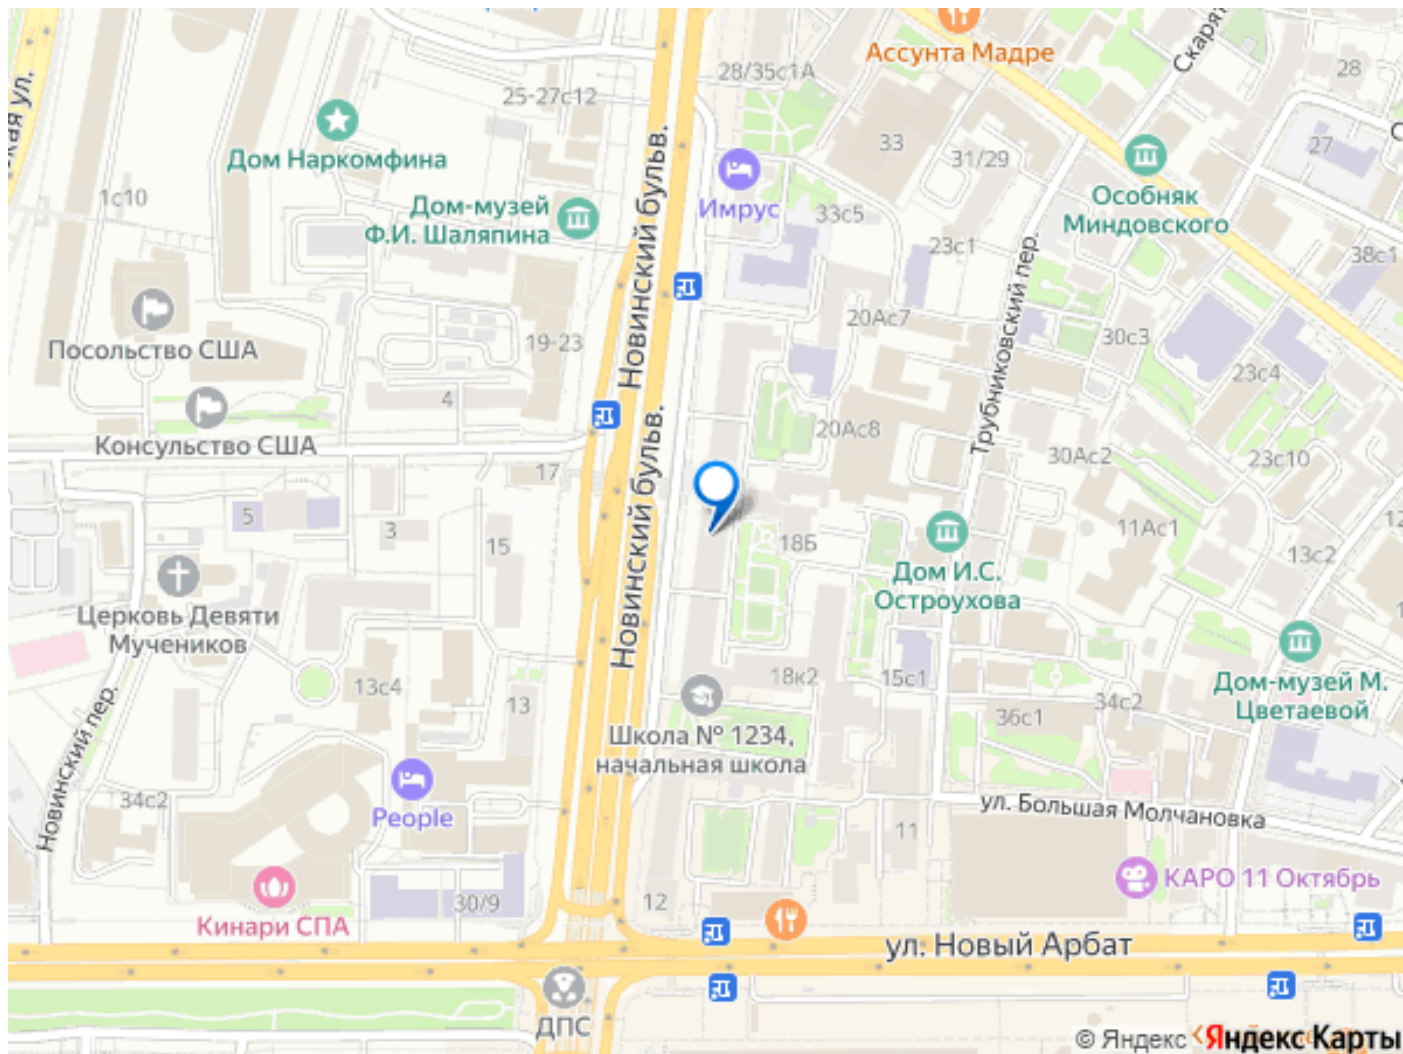 Ассунта Мадре
Скарят
28/35с1А
28
25-27с12
кая ул.
Дом Наркомфина
33
31/29
27
Особняк
Миндовского
1с10
Дом-музей
Ф.И. Шаляпина
Новинский бульв.
Имрус
33с5
23с1
38с1
Трубниковский пер.
20Ас7
30с3
Посольство США
19-23
23с4
4
Консульство США
20Ас8
30Ас2
23с10
17
Новинский бульв.
5
3
15
18Б
11Ас1
12
13с2
Дом И.С.
Остроухова
Церковь Девяти
Мучеников
Новинский пер.
13с4
13
18к2
15с1
34с2
36с1
Дом-музей М.
Цветаевой
Школа № 1234,
начальная школа
34с2
People
11
ул. Большая Молчановка
КАРО 11 Октябрь
30/9
12
Кинари СПА
ул. Новый Арбат
ДПС
© Яндекс
Яндекс Карты